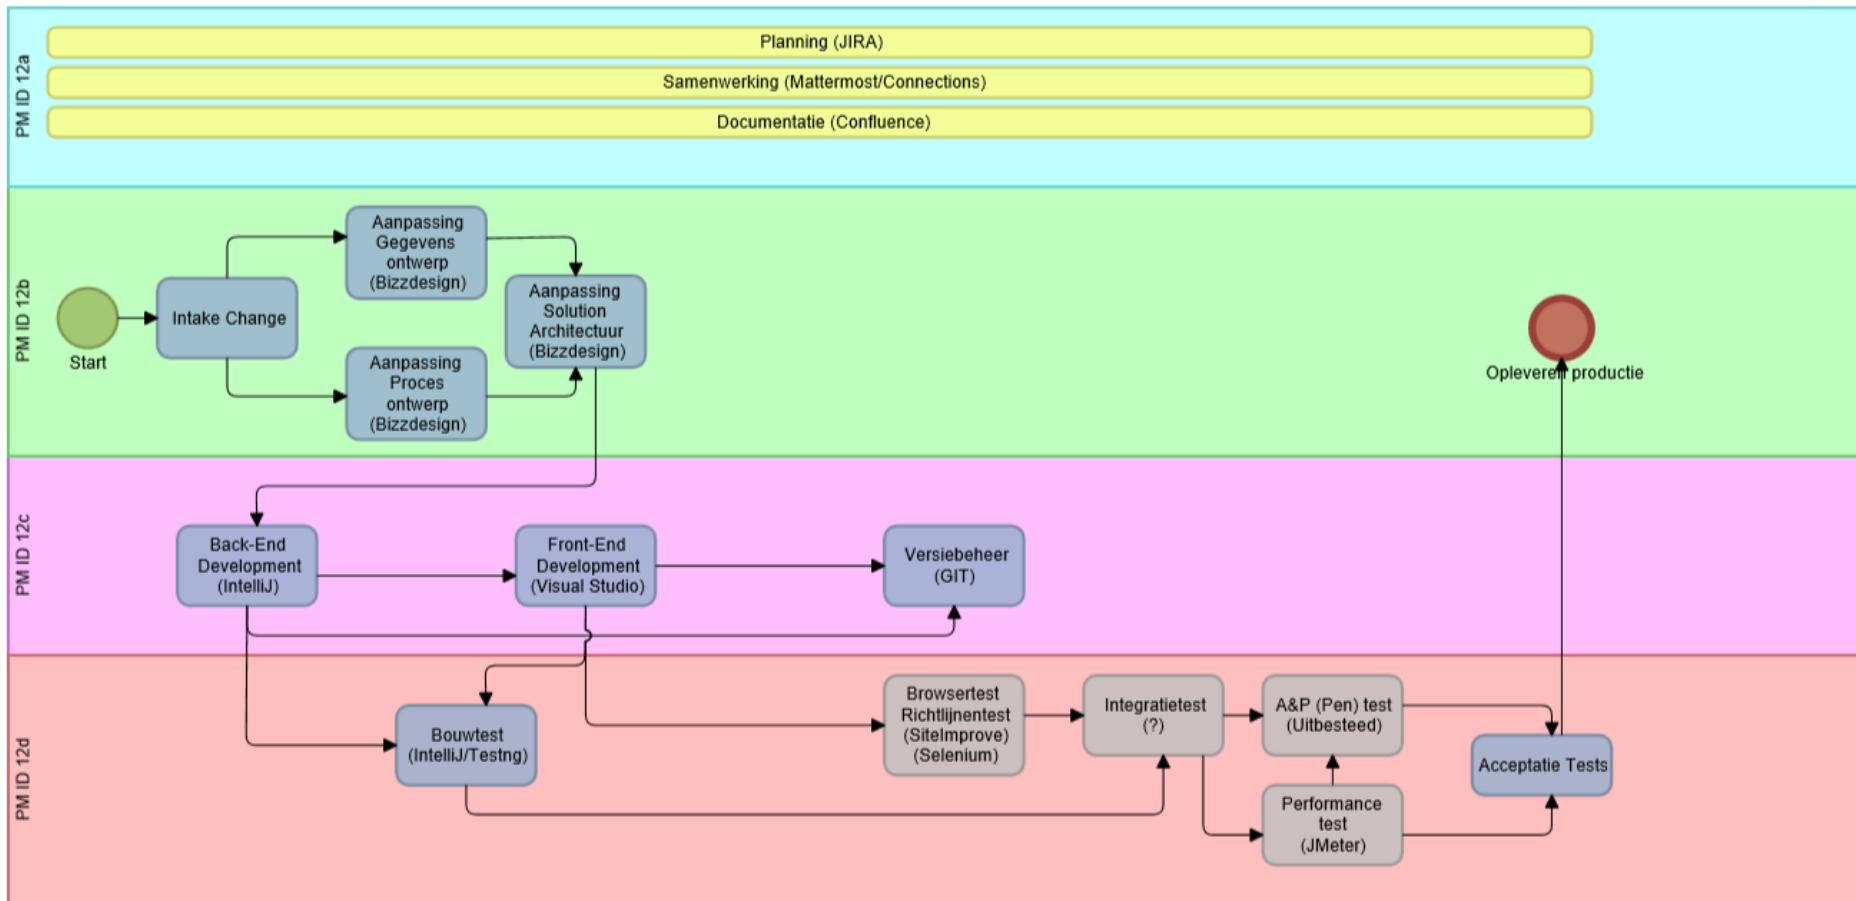 PM ID 12a
Planning (JIRA)
Samenwerking (Mattermost/Connections)
Documentatie (Confluence)
PM ID 12b
Start
Intake Change
Aanpassing
Gegevens
ontwerp
(Bizzdesign)
Aanpassing
Proces
ontwerp
(Bizzdesign)
Aanpassing
Solution
Architectuur
(Bizzdesign)
Opleveren productie
PM ID 12c
Back-End
Development
(IntelliJ)
Front-End
Development
(Visual Studio)
Versiebeheer
(GIT)
PM ID 12d
Bouwtest
(IntelliJ/Testng)
Browsertest
Richtlijnentest
(SiteImprove)
(Selenium)
Integratietest
(?)
A&P (Pen) test
(Uitbesteed)
Performance
test
(JMeter)
Acceptatie Tests